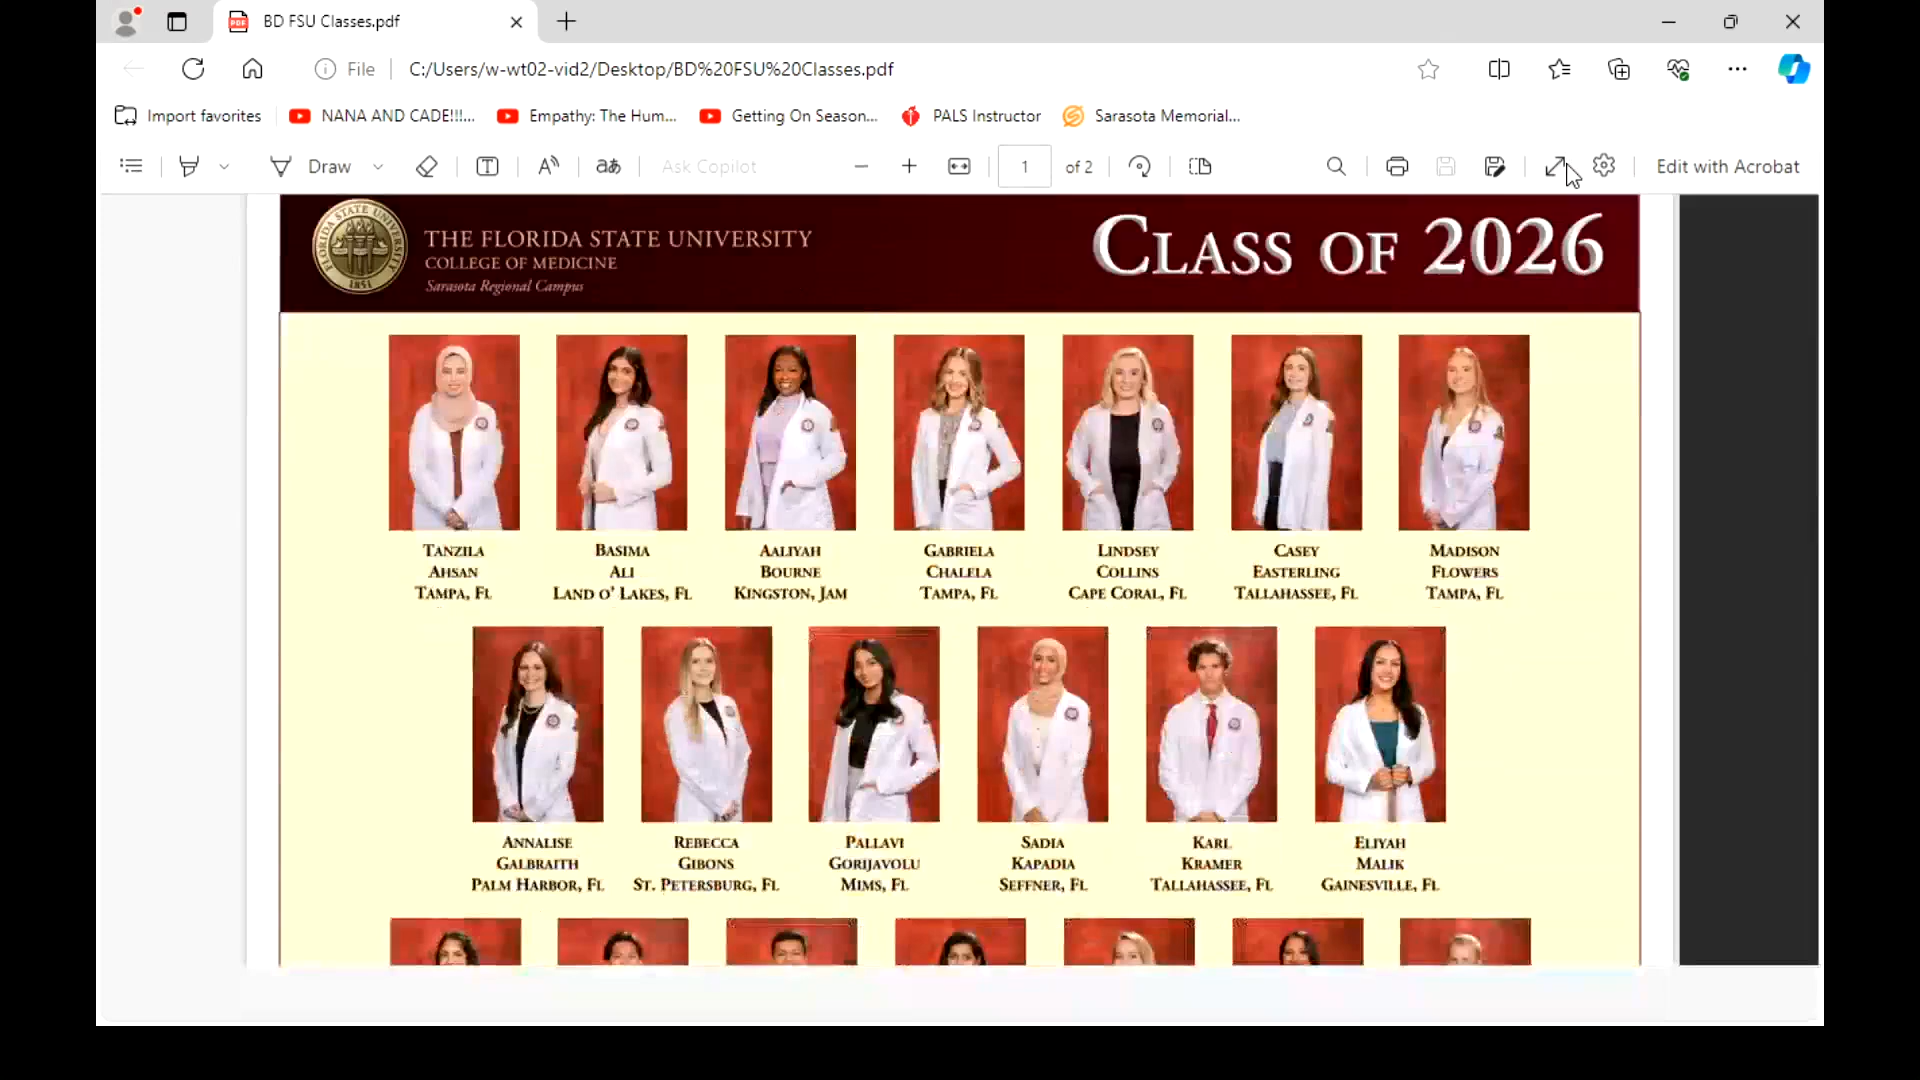 BD FSU Classes.pdf
File
C:/Users/w-wt02-vid2/Desktop/BD%20FSU%20Classes.pdf
Import favorites
NANA AND CADE!!!...
Empathy: The Hum...
Getting On Season...
PALS Instructor
Sarasota Memorial...
Draw
Ask Copilot
1 of 2
Edit with Acrobat
FLORIDA STATE UNIVERSITY
1851
THE FLORIDA STATE UNIVERSITY
COLLEGE OF MEDICINE
Sarasota Regional Campus
CLASS OF 2026
TANZILA
AHSAN
TAMPA, FL
BASIMA
ALI
LAND O' LAKES, FL
AALIYAH
BOURNE
KINGSTON, JAM
GABRIELA
CHALELA
TAMPA, FL
LINDSEY
COLLINS
CAPE CORAL, FL
CASEY
EASTERLING
TALLAHASSEE, FL
MADISON
FLOWERS
TAMPA, FL
ANNALISE
GALBRAITH
PALM HARBOR, FL
REBECCA
GIBONS
ST. PETERSBURG, FL
PALLAVI
GORIJAVOLU
MIMS, FL
SADIA
KAPADIA
SEFFNER, FL
KARL
KRAMER
TALLAHASSEE, FL
ELIYAH
MALIK
GAINESVILLE, FL